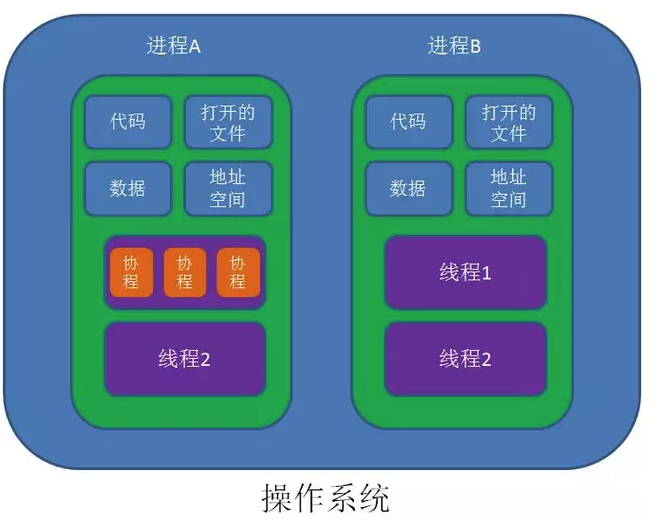 进程A
进程B
代码
打开的
文件
代码
打开的
文件
数据
地址
空间
数据
地址
空间
协
程
协
程
协
程
线程1
线程2
线程2
操作系统